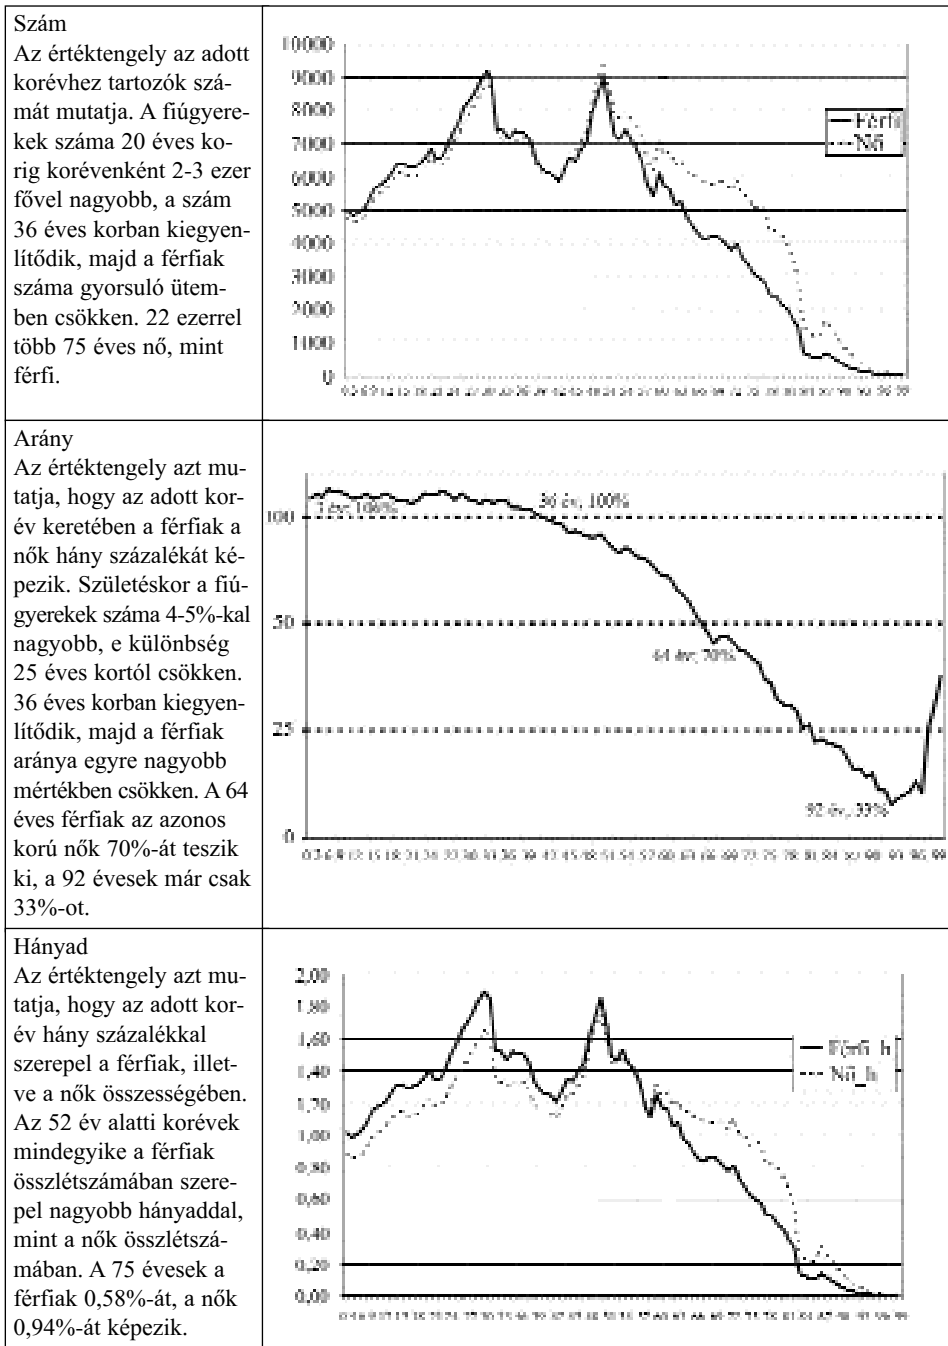 Szám
Az értéktengely az adott
korévhez tartozók szá-
mát mutatja. A fiúgyere-
kek száma 20 éves ko-
rig korévenként 2-3 ezer
fővel nagyobb, a szám
36 éves korban kiegyen-
lítődik, majd a férfiak
száma gyorsuló ütem-
ben csökken. 22 ezerrel
több 75 éves nő, mint
férfi.
10000
9000
8000
7000
6000
5000
4000
3000
2000
1000
0
Férfi
Nő
Arány
Az értéktengely azt mu-
tatja, hogy az adott kor-
év keretében a férfiak a
nők hány százalékát ké-
pezik. Születéskor a fiú-
gyerekek száma 4-5%-kal
nagyobb, e különbség
25 éves kortól csökken.
36 éves korban kiegyen-
lítődik, majd a férfiak
aránya egyre nagyobb
mértékben csökken. A 64
éves férfiak az azonos
korú nők 70%-át teszik
ki, a 92 évesek már csak
33%-ot.
100
50
25
0
év, 106%
36 év, 100%
64 év, 70%
92 év, 33%
Hányad
Az értéktengely azt mu-
tatja, hogy az adott kor-
év hány százalékkal
szerepel a férfiak, illet-
ve a nők összességében.
Az 52 év alatti korévek
mindegyike a férfiak
összlétszámában szere-
pel nagyobb hányaddal,
mint a nők összlétszá-
mában. A 75 évesek a
férfiak 0,58%-át, a nők
0,94%-át képezik.
2,00
1,80
1,60
1,40
1,20
1,00
0,80
0,60
0,40
0,20
0,00
Férfi_h
Nő_h